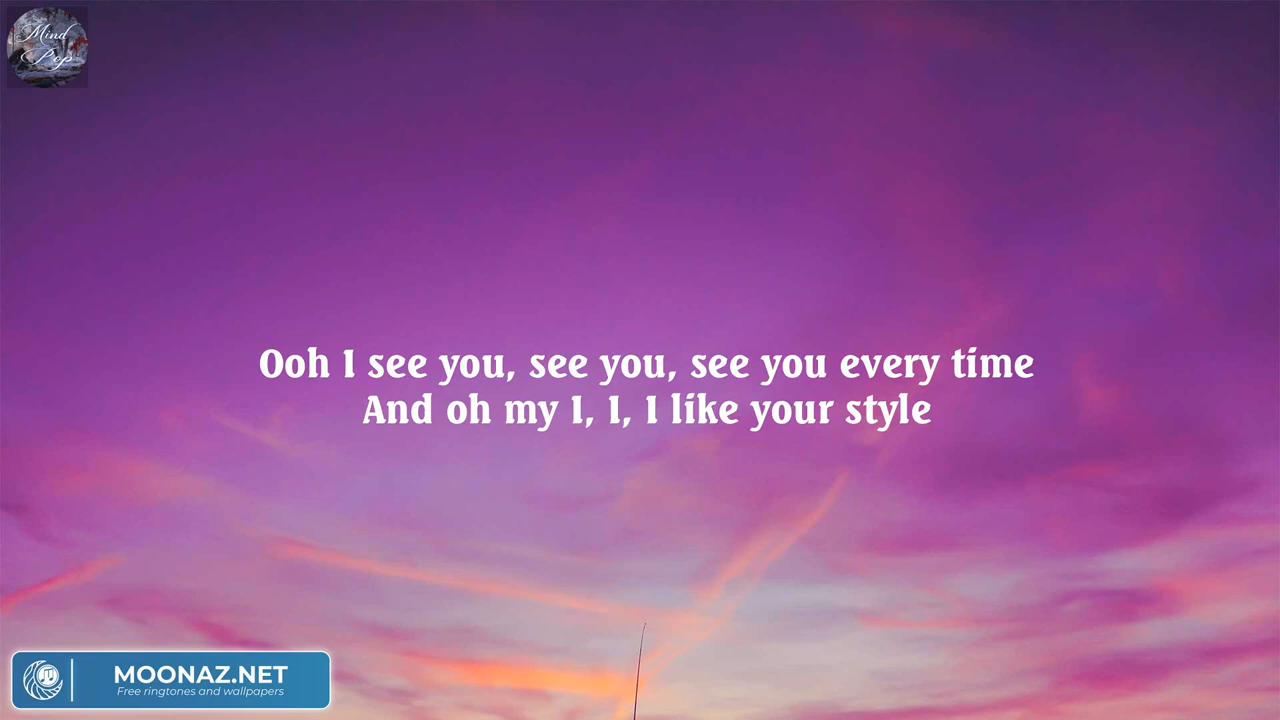 Mind
Pop
Ooh I see you, see you, see you every time
And oh my I, I, I like your style
MOONAZ.NET
Free ringtones and wallpapers